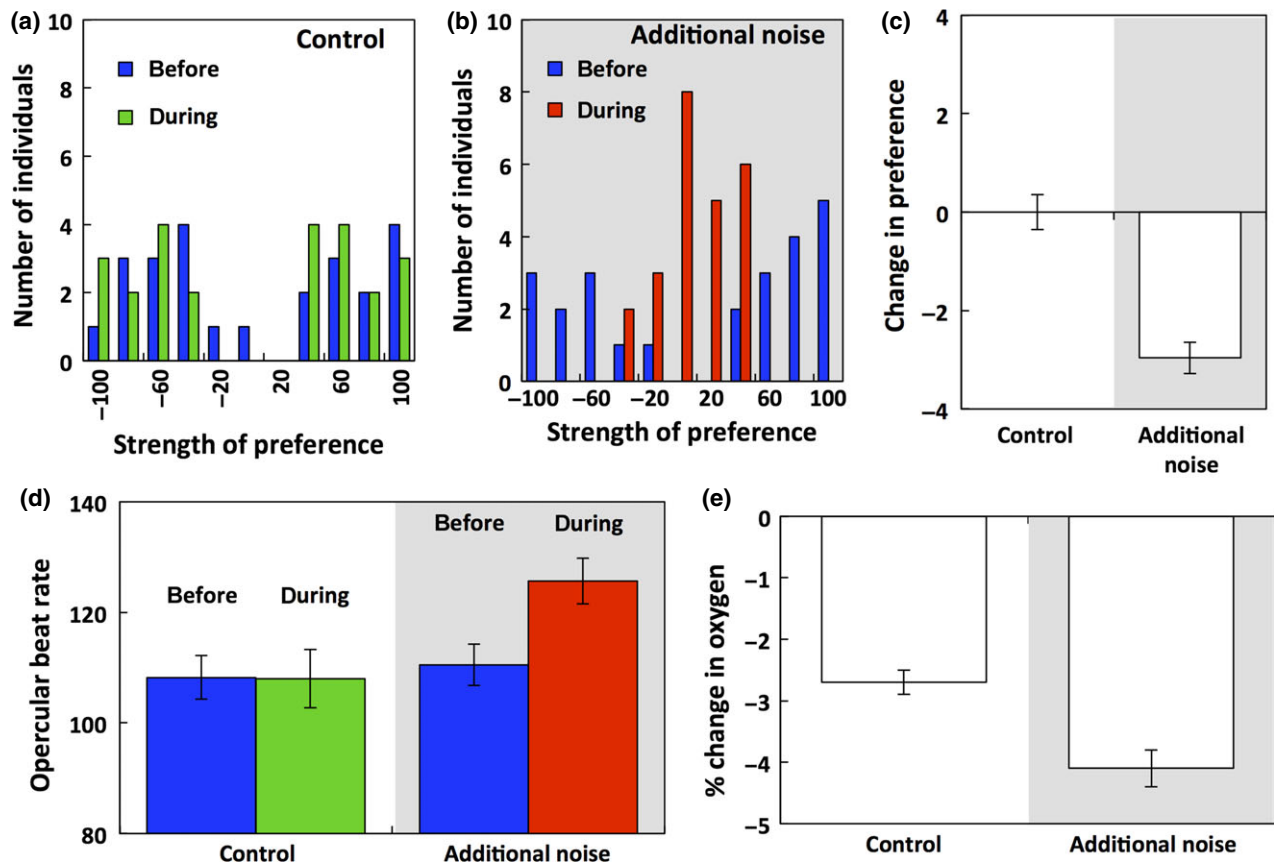 (a)
Control
Before
During
Number of individuals
10
8
6
4
2
0
–100
–60
–20
20
60
100
Strength of preference
(b)
Additional noise
Before
During
Number of individuals
10
8
6
4
2
0
–100
–60
–20
20
60
100
Strength of preference
(c)
Change in preference
4
2
0
–2
–4
Control
Additional
noise
(d)
Opercular beat rate
140
120
100
80
Before
During
Before
During
Control
Additional noise
(e)
% change in oxygen
0
–1
–2
–3
–4
–5
Control
Additional noise